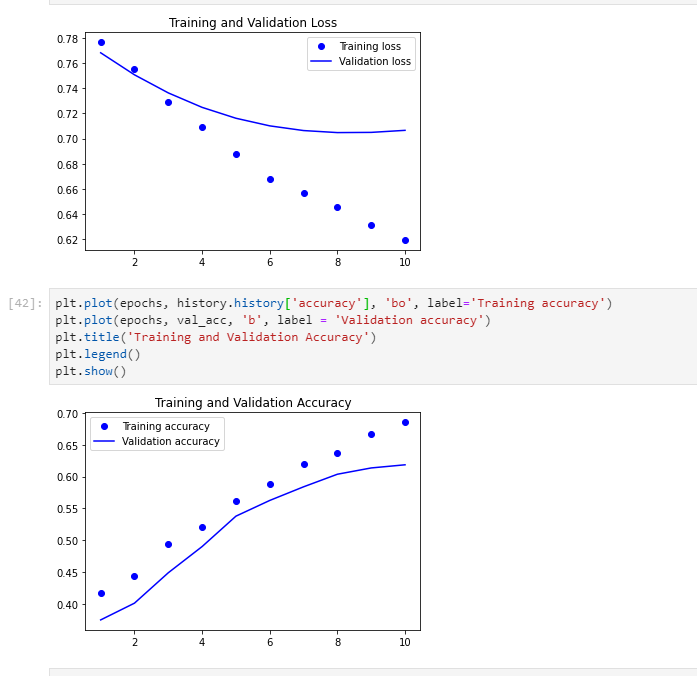 Training and Validation Loss
0.78
0.76
0.74
0.72
0.70
0.68
0.66
0.64
0.62
Training loss
Validation loss
2 4 6 8 10
[42]: plt.plot(epochs, history.history['accuracy'], 'bo', label='Training accuracy')
plt.plot(epochs, val_acc, 'b', label = 'Validation accuracy')
plt.title('Training and Validation Accuracy')
plt.legend()
plt.show()
Training and Validation Accuracy
0.70
0.65
0.60
0.55
0.50
0.45
0.40
Training accuracy
Validation accuracy
2 4 6 8 10